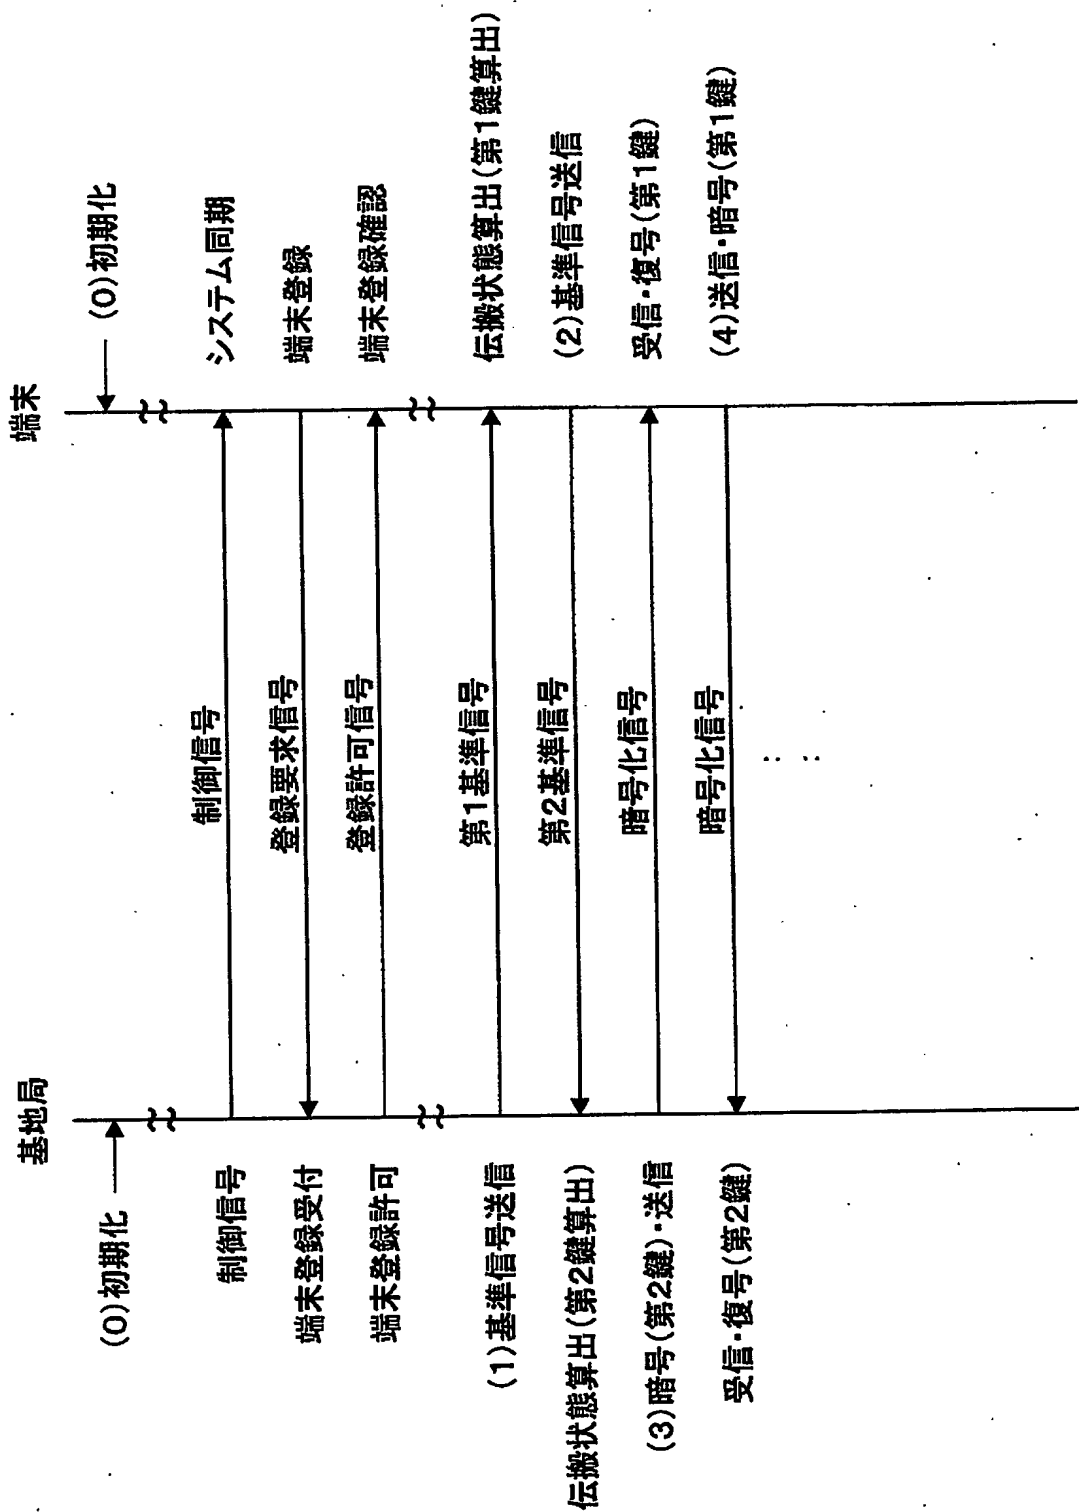 基地局
端末
(0)初期化
(0)初期化
制御信号
制御信号
システム同期
端末登録受付
登録要求信号
端末登録
端末登録許可
登録許可信号
端末登録確認
(1)基準信号送信
第1基準信号
伝搬状態算出(第1鍵算出)
伝搬状態算出(第2鍵算出)
第2基準信号
(2)基準信号送信
(3)暗号(第2鍵)・送信
暗号化信号
受信・復号(第1鍵)
受信・復号(第2鍵)
暗号化信号
(4)送信・暗号(第1鍵)
‥‥